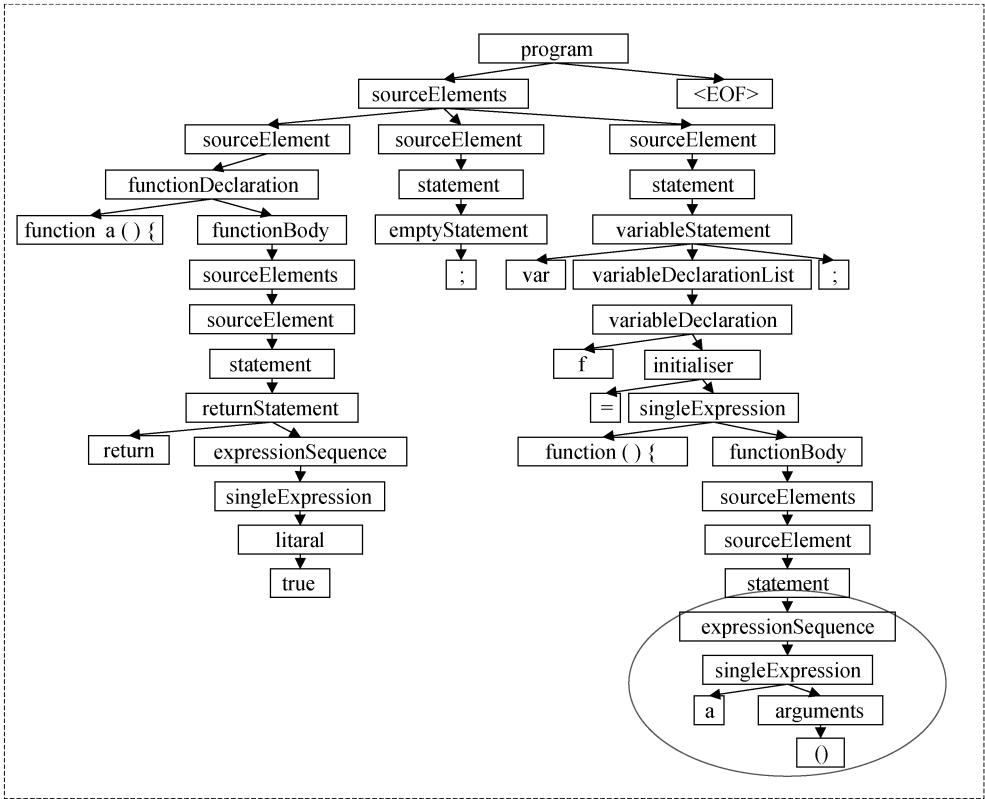 program
sourceElements
<EOF>
sourceElement
sourceElement
sourceElement
functionDeclaration
statement
statement
function a ( ) {
functionBody
emptyStatement
variableStatement
sourceElements
;
var
variableDeclarationList
;
sourceElement
variableDeclaration
statement
f
initialiser
returnStatement
=
singleExpression
return
expressionSequence
function ( ) {
functionBody
singleExpression
sourceElements
litaral
sourceElement
true
statement
expressionSequence
singleExpression
a
arguments
()